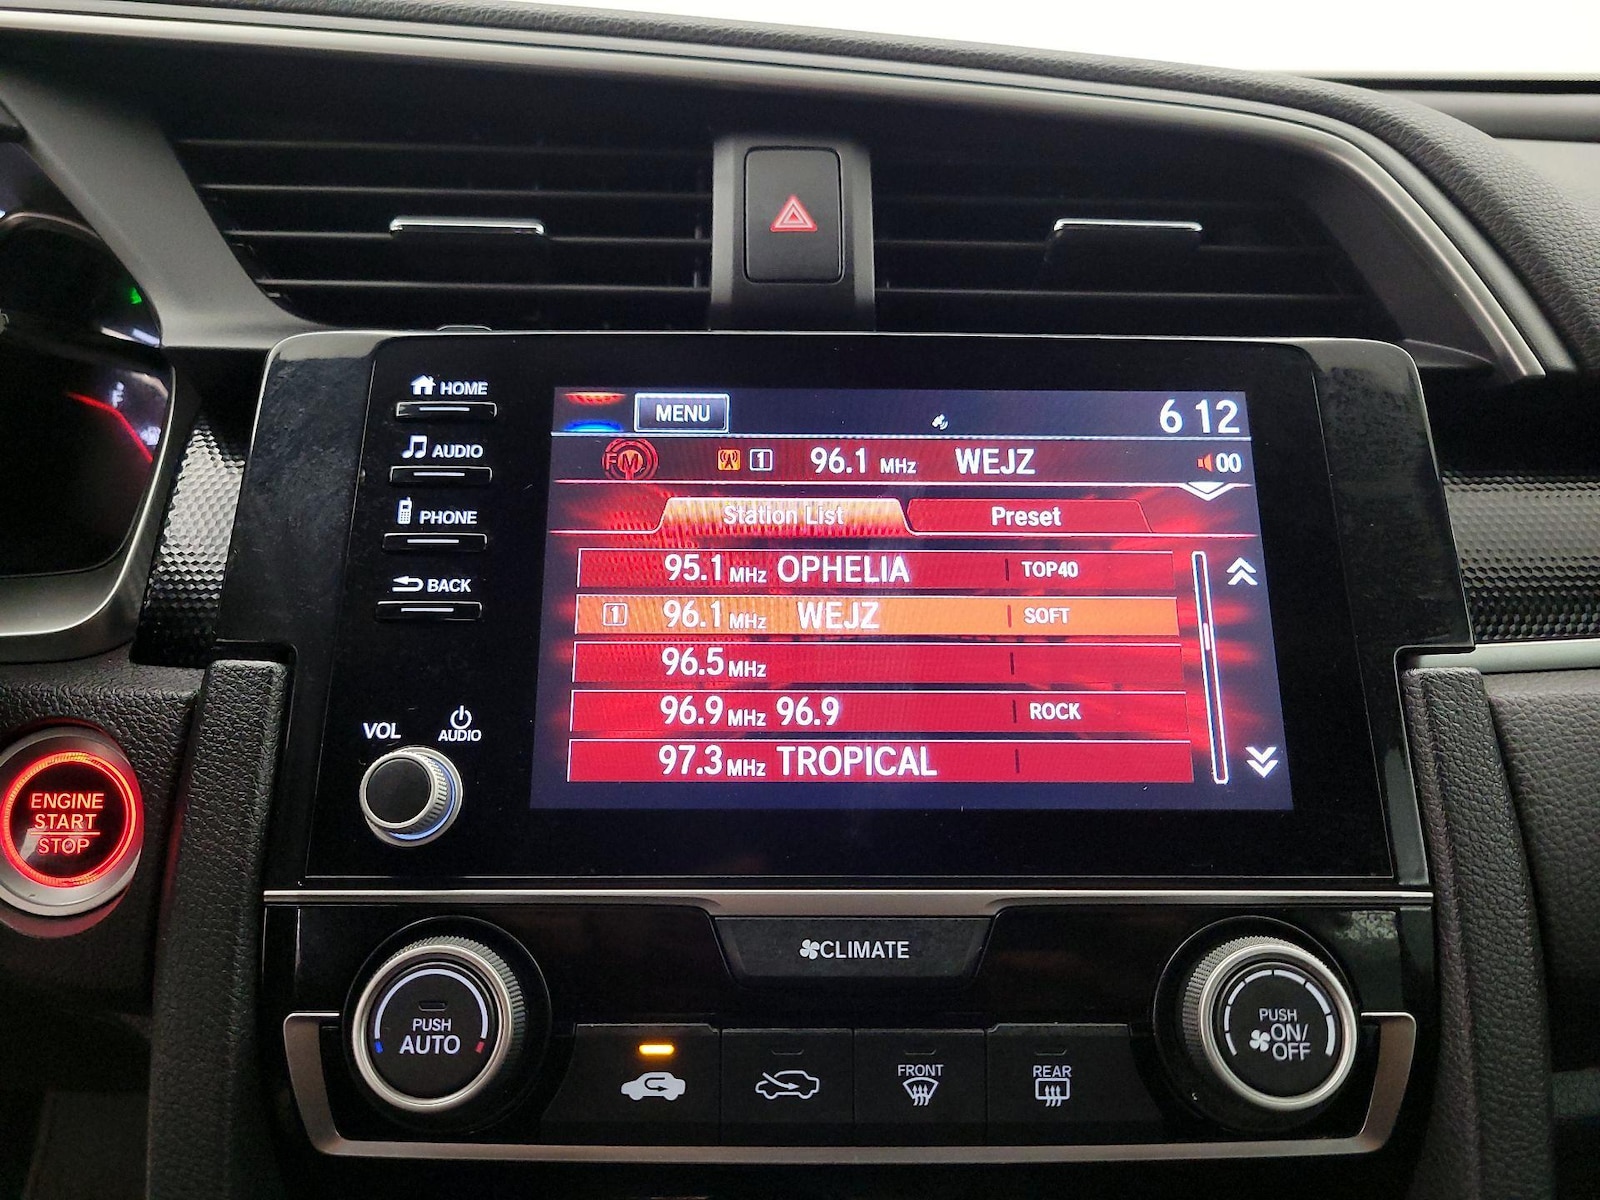 HOME
AUDIO
PHONE
BACK
VOL
AUDIO
MENU
6 12
FM 1 96.1 MHz WEJZ 00
Station List Preset
95.1 MHz OPHELIA TOP40
1 96.1 MHz WEJZ SOFT
96.5 MHz
96.9 MHz 96.9 ROCK
97.3 MHz TROPICAL
ENGINE
START
STOP
CLIMATE
PUSH
AUTO
FRONT
REAR
PUSH
ON/
OFF